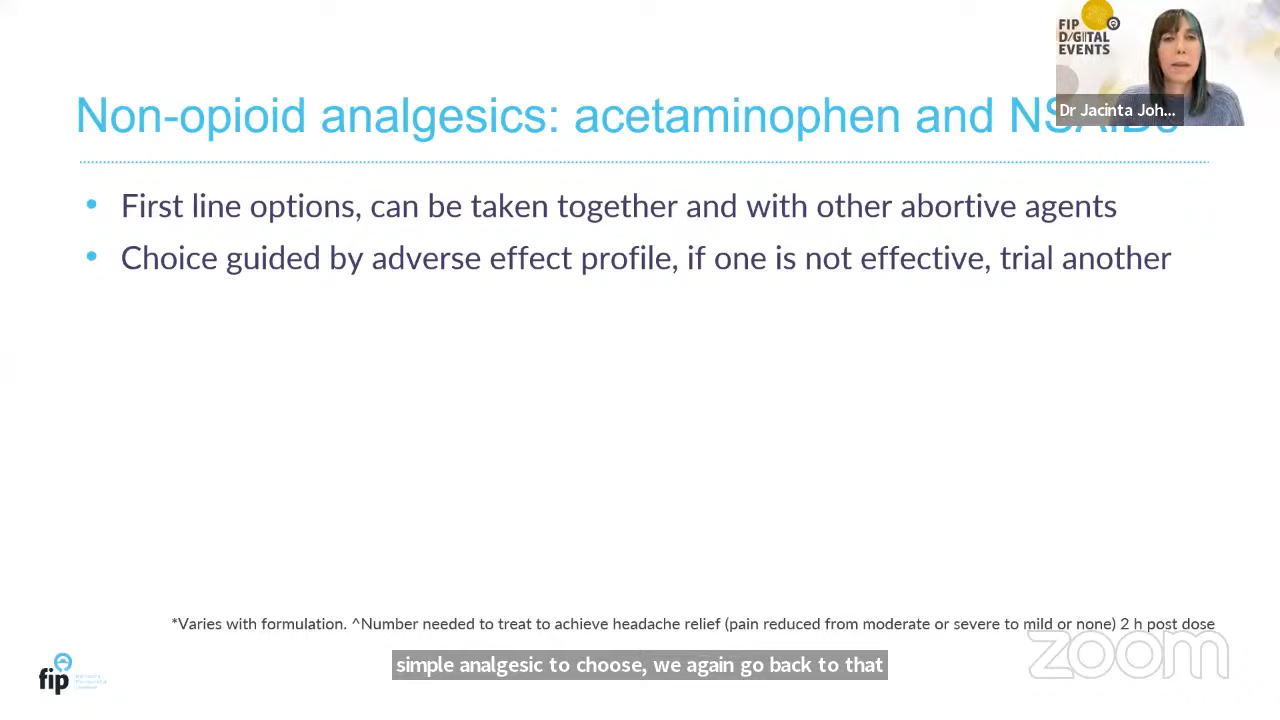 FIP
D/G!TAL
EVENTS
Dr Jacinta Joh...
Non-opioid analgesics: acetaminophen and
• First line options, can be taken together and with other abortive agents
• Choice guided by adverse effect profile, if one is not effective, trial another
*Varies with formulation. ^Number needed to treat to achieve headache relief (pain reduced from moderate or severe to mild or none) 2 h post dose
zoom
simple analgesic to choose, we again go back to that
fip